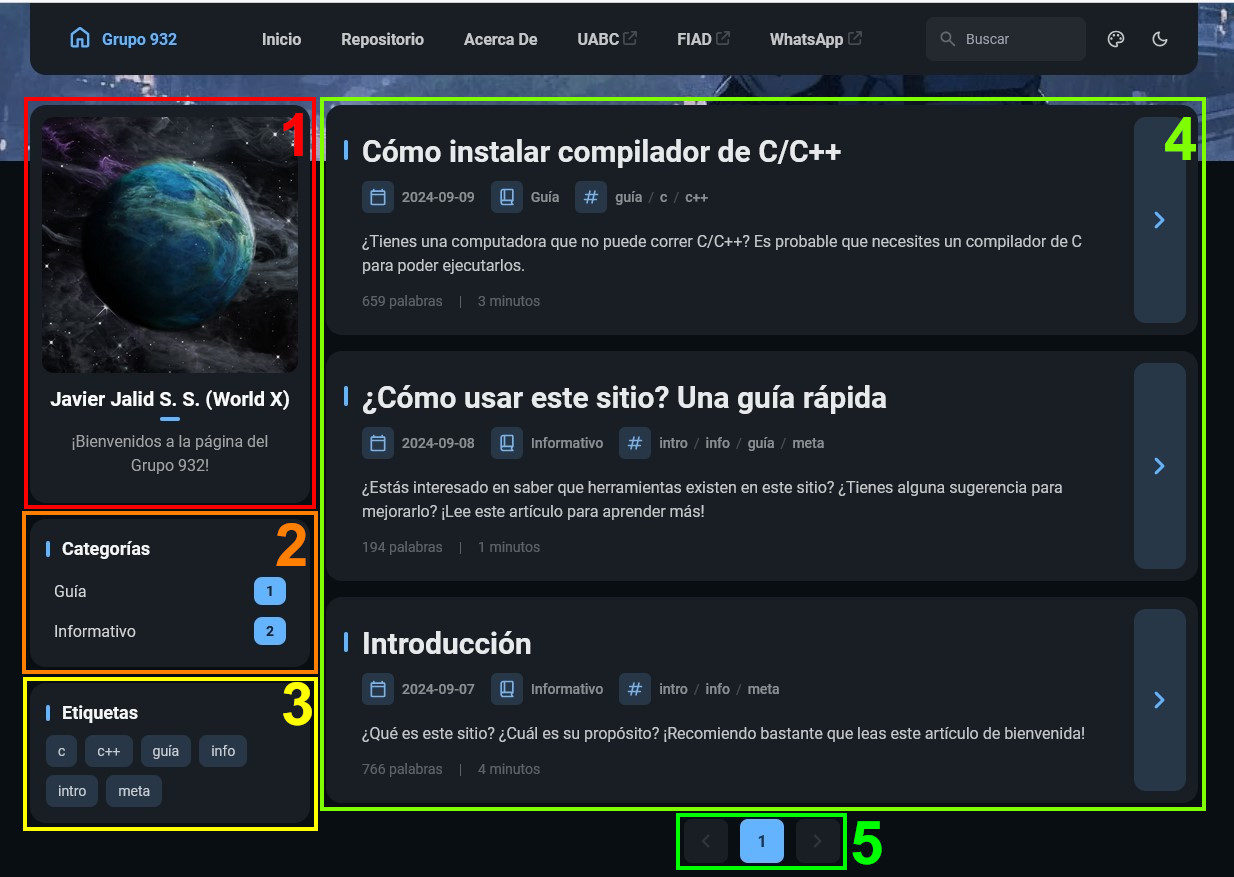 Grupo 932
Inicio
Repositorio
Acerca De
UABC
FIAD
WhatsApp
Buscar
1
Javier Jalid S. S. (World X)
¡Bienvenidos a la página del
Grupo 932!
2
Categorías
Guía 1
Informativo 2
3
Etiquetas
c c++ guía info
intro meta
4
Cómo instalar compilador de C/C++
2024-09-09 Guía # guía / c / c++
¿Tienes una computadora que no puede correr C/C++? Es probable que necesites un compilador de C
para poder ejecutarlos.
659 palabras | 3 minutos
¿Cómo usar este sitio? Una guía rápida
2024-09-08 Informativo # intro / info / guía / meta
¿Estás interesado en saber que herramientas existen en este sitio? ¿Tienes alguna sugerencia para
mejorarlo? ¡Lee este artículo para aprender más!
194 palabras | 1 minutos
Introducción
2024-09-07 Informativo # intro / info / meta
¿Qué es este sitio? ¿Cuál es su propósito? ¡Recomiendo bastante que leas este artículo de bienvenida!
766 palabras | 4 minutos
1
5